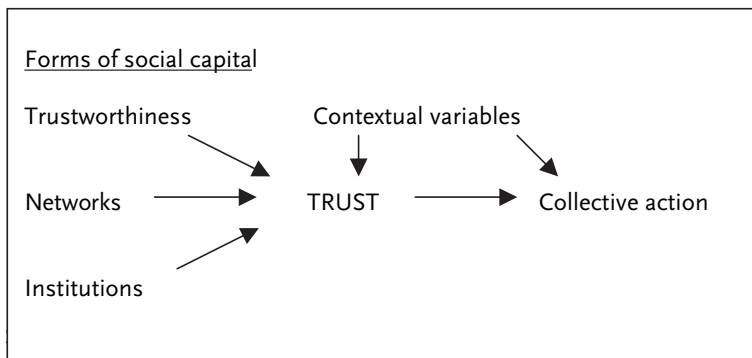 Forms of social capital
Trustworthiness
Contextual variables
Networks
TRUST
Collective action
Institutions